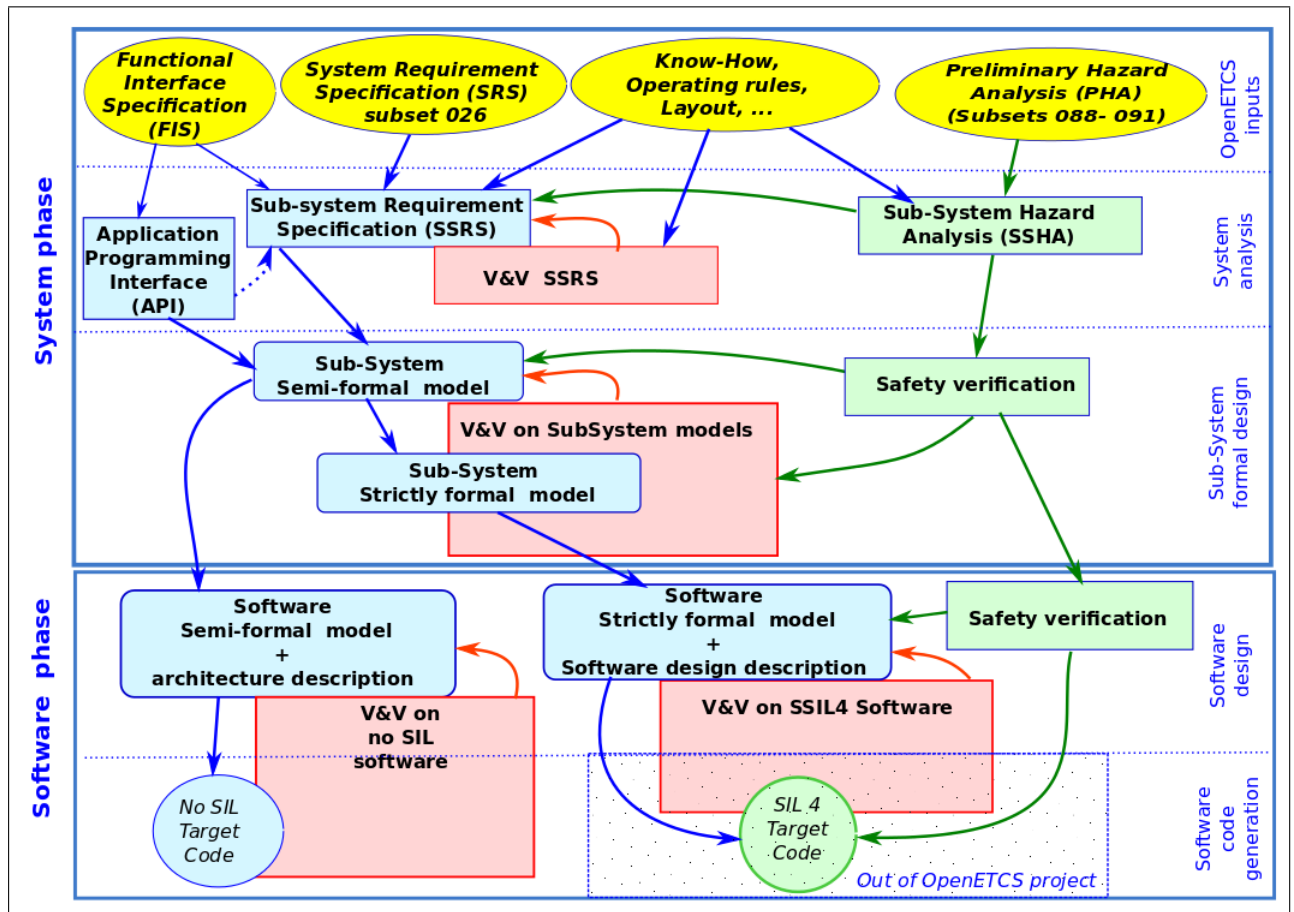 Functional
Interface
Specification
(FIS)
System Requirement
Specification (SRS)
subset 026
Know-How,
Operating rules,
Layout, ...
Preliminary Hazard
Analysis (PHA)
(Subsets 088- 091)
OpenETCS
inputs
System phase
Sub-system Requirement
Specification (SSRS)
Application
Programming
Interface
(API)
V&V SSRS
Sub-System Hazard
Analysis (SSHA)
System
analysis
Sub-System
Semi-formal model
Safety verification
V&V on SubSystem models
Sub-System
Strictly formal model
Sub-System
formal design
Software phase
Software
Semi-formal model
+
architecture description
Software
Strictly formal model
+
Software design description
Safety verification
Software
design
V&V on
no SIL
software
V&V on SSIL4 Software
No SIL
Target
Code
SIL 4
Target
Code
Out of OpenETCS project
Software
code
generation